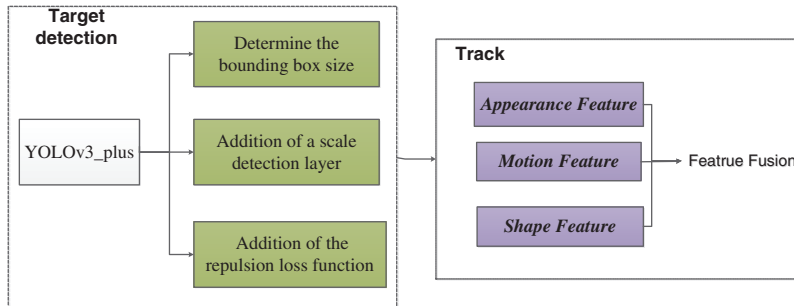 Target
detection
YOLOv3_plus
Determine the
bounding box size
Addition of a scale
detection layer
Addition of the
repulsion loss function
Track
Appearance Feature
Motion Feature
Shape Feature
Featrue Fusion